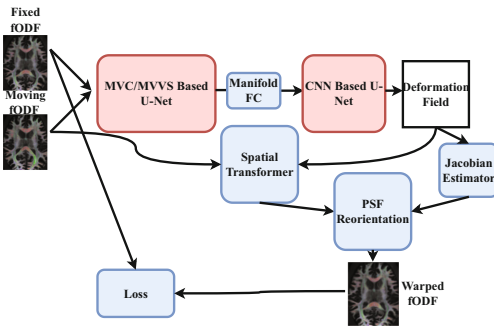 Fixed
fODF
Moving
fODF
MVC/MVVS Based
U-Net
Manifold
FC
CNN Based U-
Net
Deformation
Field
Spatial
Transformer
Jacobian
Estimator
PSF
Reorientation
Loss
Warped
fODF